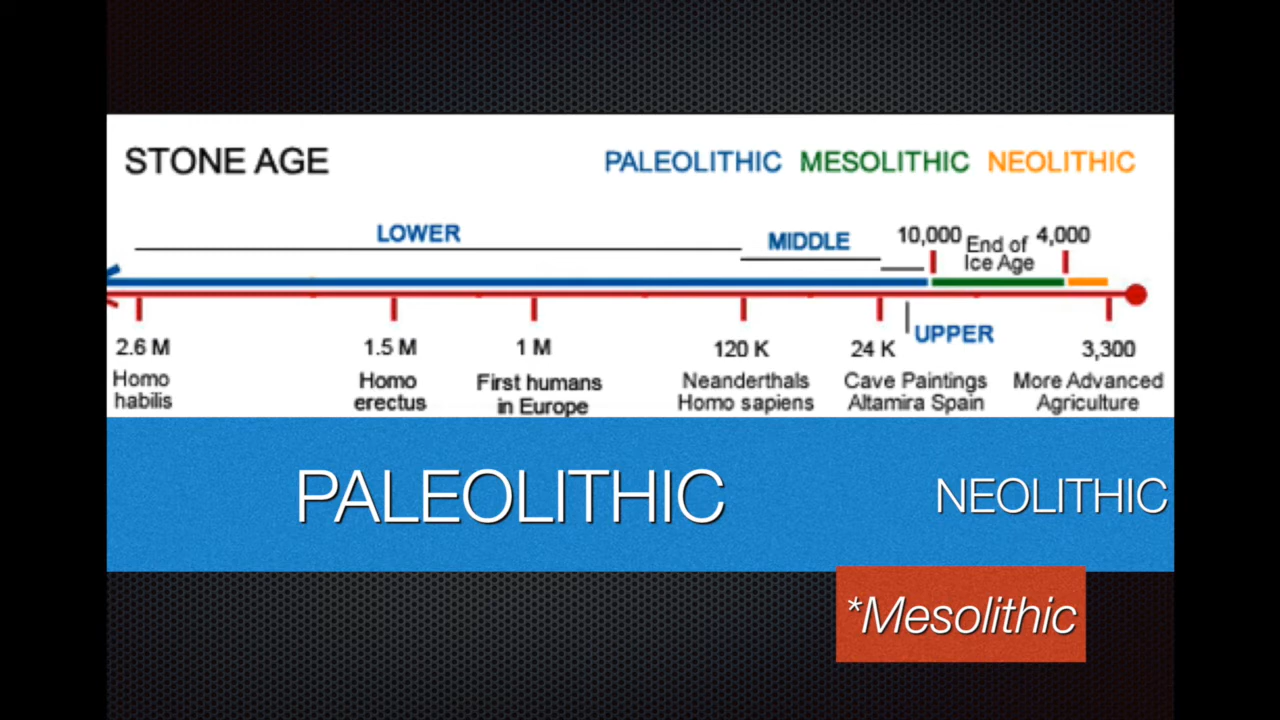 STONE AGE
PALEOLITHIC MESOLITHIC NEOLITHIC
LOWER
MIDDLE
10,000
End of
Ice Age
4,000
UPPER
2.6 M
Homo
habilis
1.5 M
Homo
erectus
1 M
First humans
in Europe
120 K
Neanderthals
Homo sapiens
24 K
Cave Paintings
Altamira Spain
3,300
More Advanced
Agriculture
PALEOLITHIC
NEOLITHIC
*Mesolithic